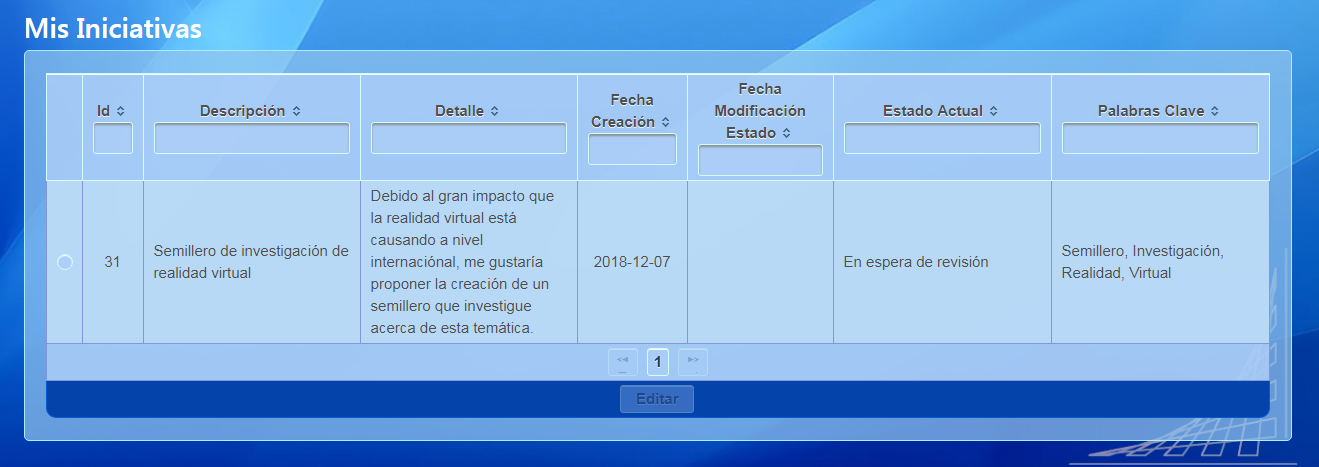 Mis Iniciativas
Id
Descripción
Detalle
Fecha
Creación
Fecha
Modificación
Estado
Estado Actual
Palabras Clave
31
Semillero de investigación de
realidad virtual
Debido al gran impacto que
la realidad virtual está
causando a nivel
internaciónal, me gustaría
proponer la creación de un
semillero que investigue
acerca de esta temática.
2018-12-07
En espera de revisión
Semillero, Investigación,
Realidad, Virtual
1
Editar